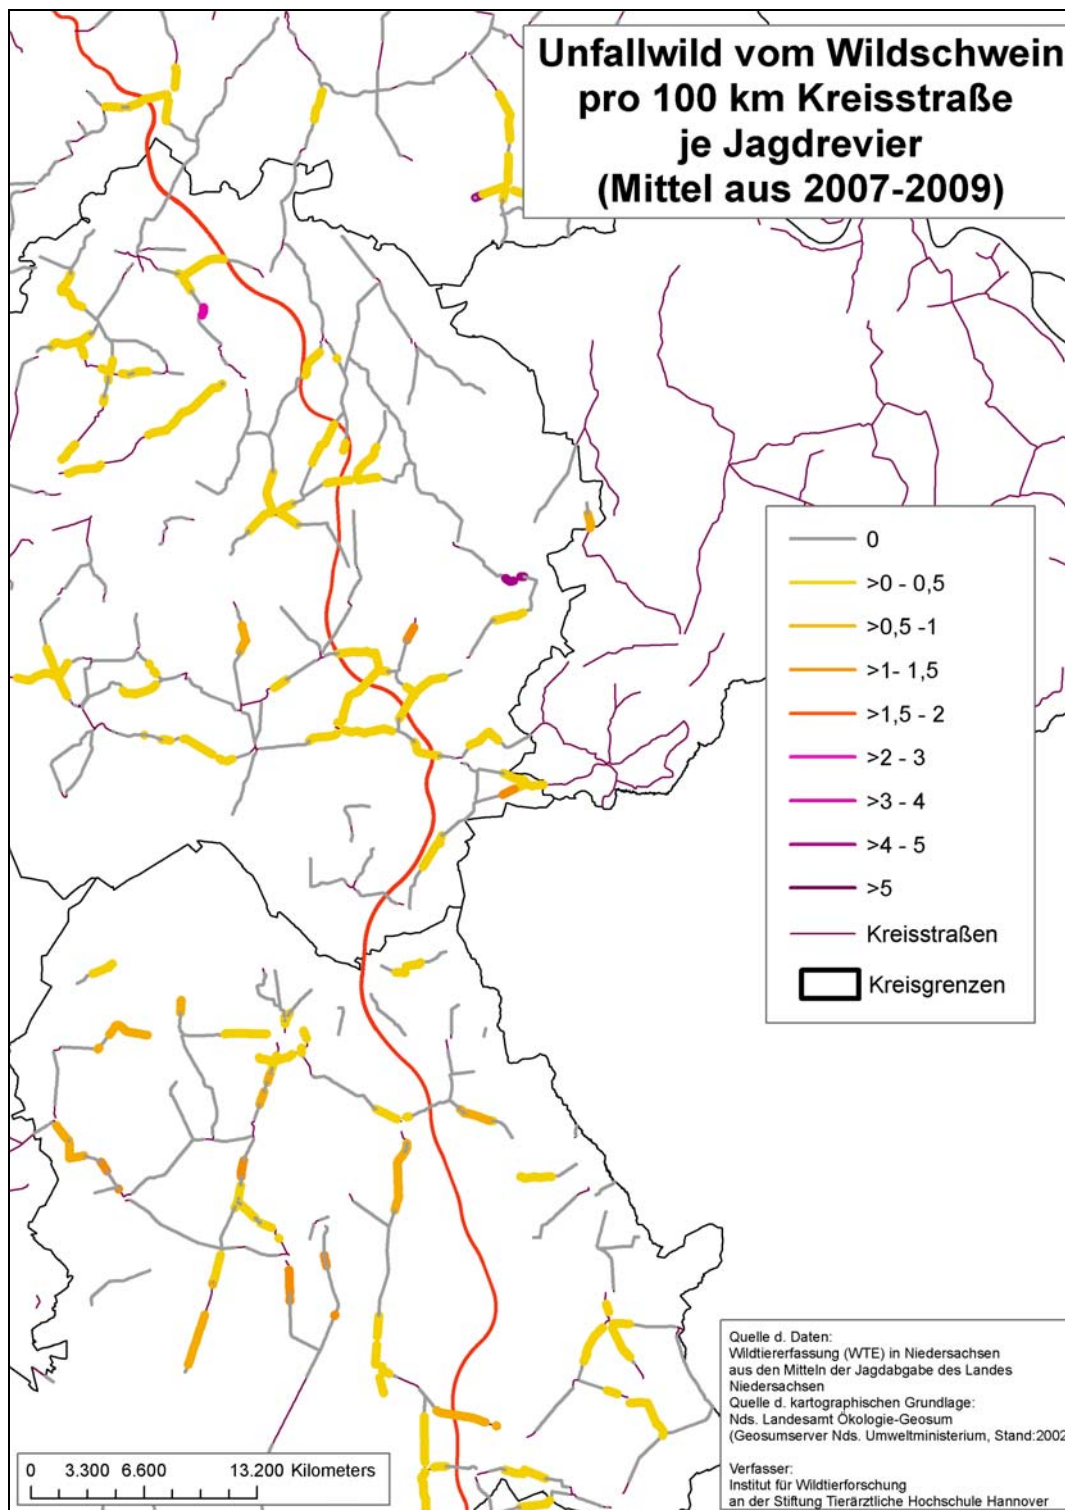 Unfallwild vom Wildschwein
pro 100 km Kreisstraße
je Jagdrevier
(Mittel aus 2007-2009)
0
>0 - 0,5
>0,5 -1
>1- 1,5
>1,5 - 2
>2 - 3
>3 - 4
>4 - 5
>5
Kreisstraßen
Kreisgrenzen
0 3.300 6.600 13.200 Kilometers
Quelle d. Daten:
Wildtiererfassung (WTE) in Niedersachsen
aus den Mitteln der Jagdabgabe des Landes
Niedersachsen
Quelle d. kartographischen Grundlage:
Nds. Landesamt Ökologie-Geosum
(Geosumserver Nds. Umweltministerium, Stand:2002
Verfasser:
Institut für Wildtierforschung
an der Stiftung Tierärztliche Hochschule Hannover